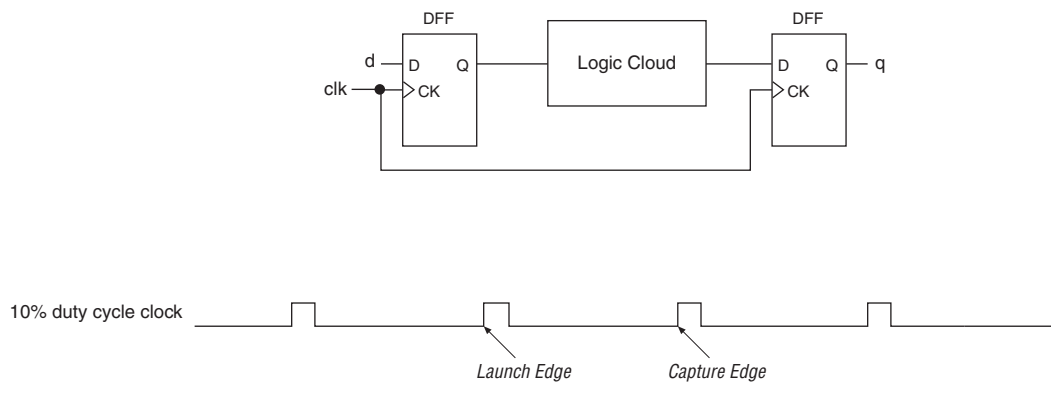 DFF
DFF
d
D
Q
Logic Cloud
D
Q
q
clk
CK
CK
10% duty cycle clock
Launch Edge
Capture Edge